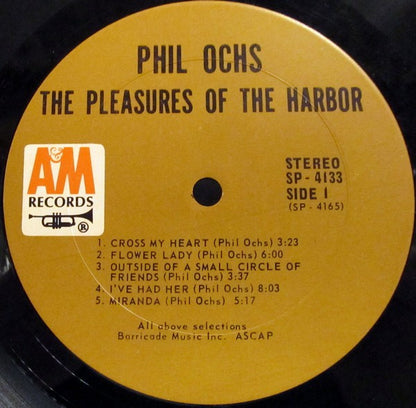 PHIL OCHS
THE PLEASURES OF THE HARBOR
A&M
RECORDS
®
STEREO
SP - 4133
SIDE 1
(SP - 4165)
1. CROSS MY HEART (Phil Ochs) 3:23
2. FLOWER LADY (Phil Ochs) 6:00
3. OUTSIDE OF A SMALL CIRCLE OF
FRIENDS (Phil Ochs) 3:37
4. I'VE HAD HER (Phil Ochs) 8:03
5. MIRANDA (Phil Ochs) 5:17
All above selections
Barricade Music Inc. ASCAP